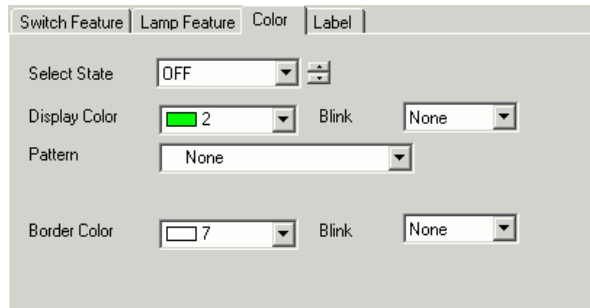 Switch Feature Lamp Feature Color Label
Select State OFF
Display Color 2 Blink None
Pattern None
Border Color 7 Blink None